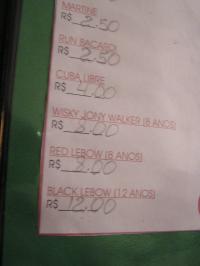 MARTINE
R$ 2.50
RUN BACARDI
R$ 2.50
CUBA LIBRE
R$ 4.00
WISKY JONY WALKER (8 ANOS)
R$ 8.00
RED LEBOW (8 ANOS)
R$ 8.00
BLACK LEBOW (12 ANOS)
R$ 12.00